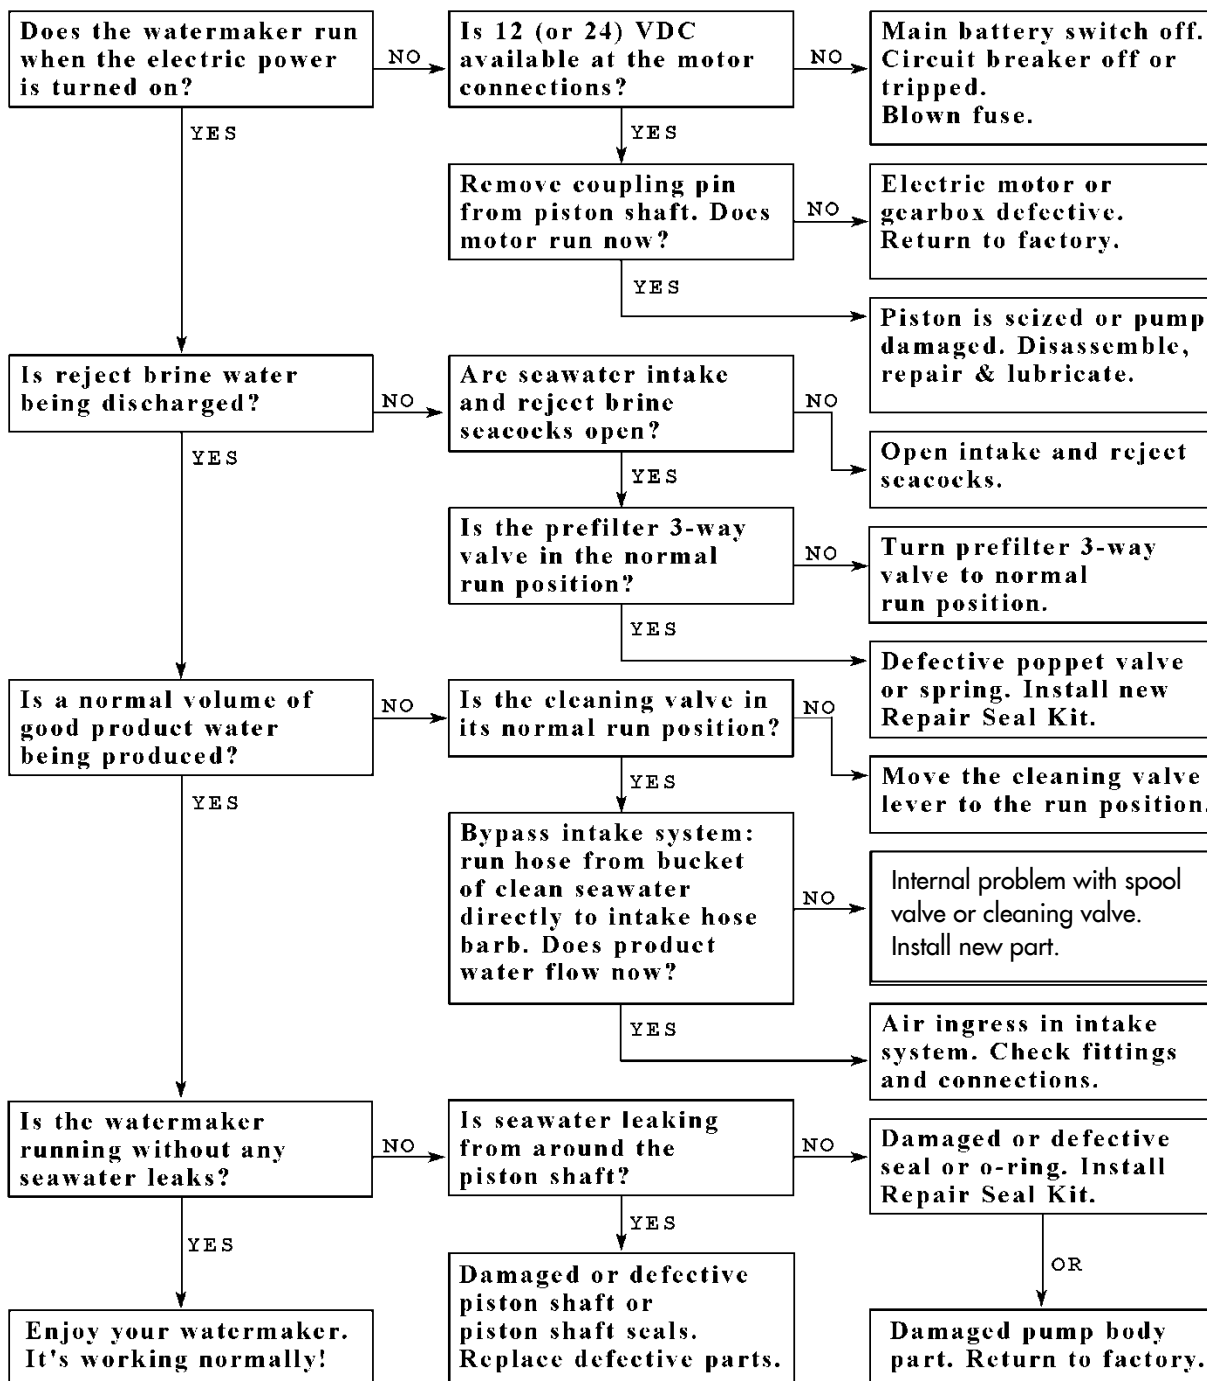 Does the watermaker run
when the electric power
is turned on?
NO
Is 12 (or 24) VDC
available at the motor
connections?
NO
Main battery switch off.
Circuit breaker off or
tripped.
Blown fuse.
YES
YES
Remove coupling pin
from piston shaft. Does
motor run now?
NO
Electric motor or
gearbox defective.
Return to factory.
YES
Piston is seized or pump
damaged. Disassemble,
repair & lubricate.
Is reject brine water
being discharged?
NO
Are seawater intake
and reject brine
seacocks open?
NO
Open intake and reject
seacocks.
YES
YES
Is the prefilter 3-way
valve in the normal
run position?
NO
Turn prefilter 3-way
valve to normal
run position.
YES
Defective poppet valve
or spring. Install new
Repair Seal Kit.
Is a normal volume of
good product water
being produced?
NO
Is the cleaning valve in
its normal run position?
NO
Move the cleaning valve
lever to the run position.
YES
YES
Bypass intake system:
run hose from bucket
of clean seawater
directly to intake hose
barb. Does product
water flow now?
NO
Internal problem with spool
valve or cleaning valve.
Install new part.
YES
Air ingress in intake
system. Check fittings
and connections.
Is the watermaker
running without any
seawater leaks?
NO
Is seawater leaking
from around the
piston shaft?
NO
Damaged or defective
seal or o-ring. Install
Repair Seal Kit.
YES
YES
OR
Enjoy your watermaker.
It's working normally!
Damaged or defective
piston shaft or
piston shaft seals.
Replace defective parts.
Damaged pump body
part. Return to factory.